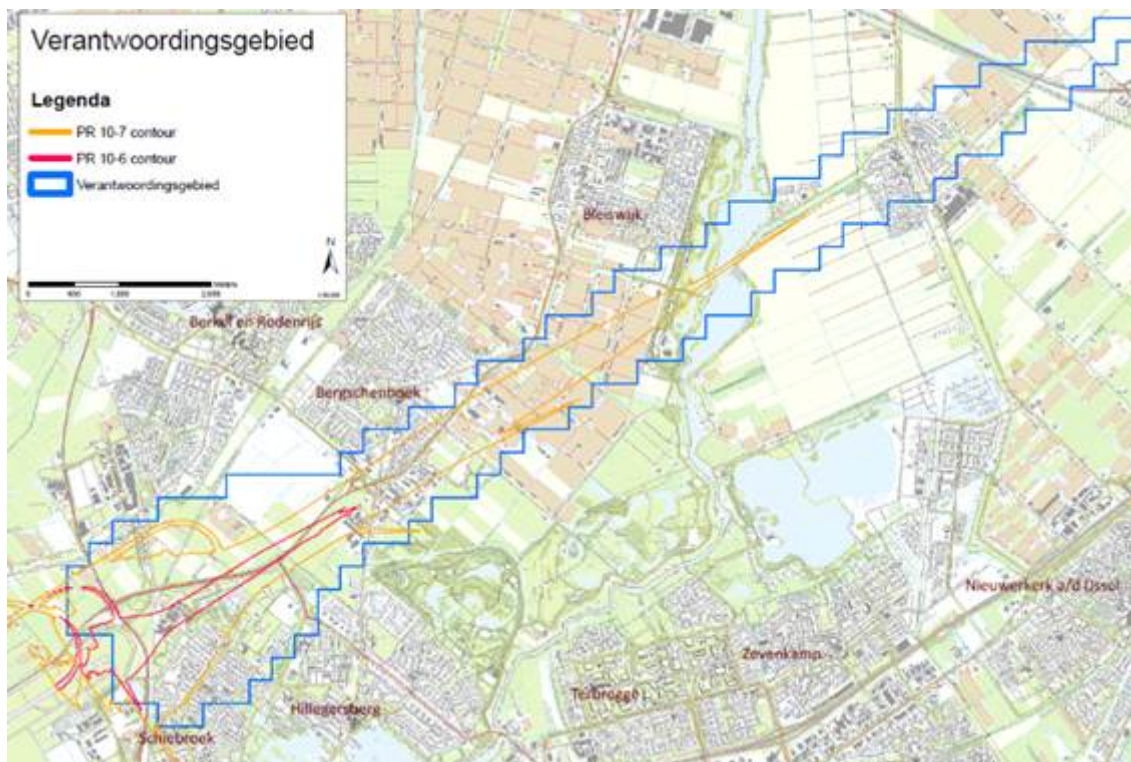 Verantwoordingsgebied
Legenda
PR 10-7 contour
PR 10-6 contour
Verantwoordingsgebied
N
0
Bleiswijk
Berkel en Rodenrijs
Bergschenhoek
Nieuwerkerk a/d IJssel
Zevenkamp
Terbregge
Hillegersberg
Schiebroek